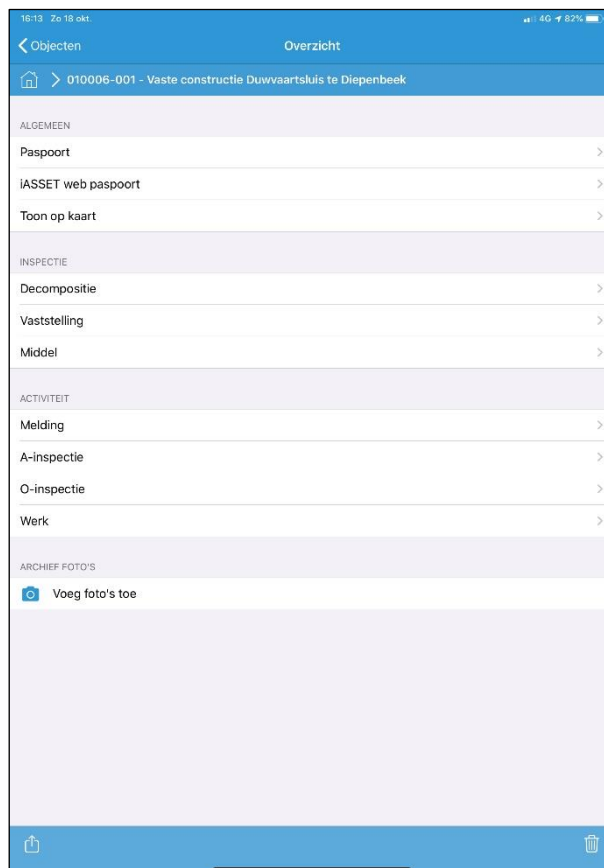 16:13 Zo 18 okt.
4G 82%
Objecten
Overzicht
010006-001 - Vaste constructie Duwvaartsluis te Diepenbeek
ALGEMEEN
Paspoort
iASSET web paspoort
Toon op kaart
INSPECTIE
Decompositie
Vaststelling
Middel
ACTIVITEIT
Melding
A-inspectie
O-inspectie
Werk
ARCHIEF FOTO'S
Voeg foto's toe